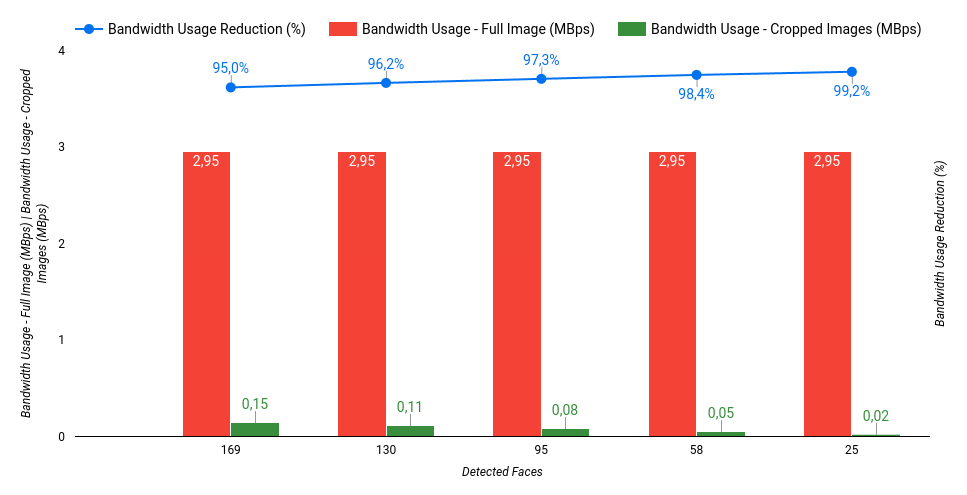 Bandwidth Usage Reduction (%) Bandwidth Usage - Full Image (MBps) Bandwidth Usage - Cropped Images (MBps)
Bandwidth Usage - Full Image (MBps) | Bandwidth Usage - Cropped
Images (MBps)
4
3
2
1
0
95,0% 96,2% 97,3% 98,4% 99,2%
2,95 2,95 2,95 2,95 2,95
0,15 0,11 0,08 0,05 0,02
169 130 95 58 25
Detected Faces
Bandwidth Usage Reduction (%)